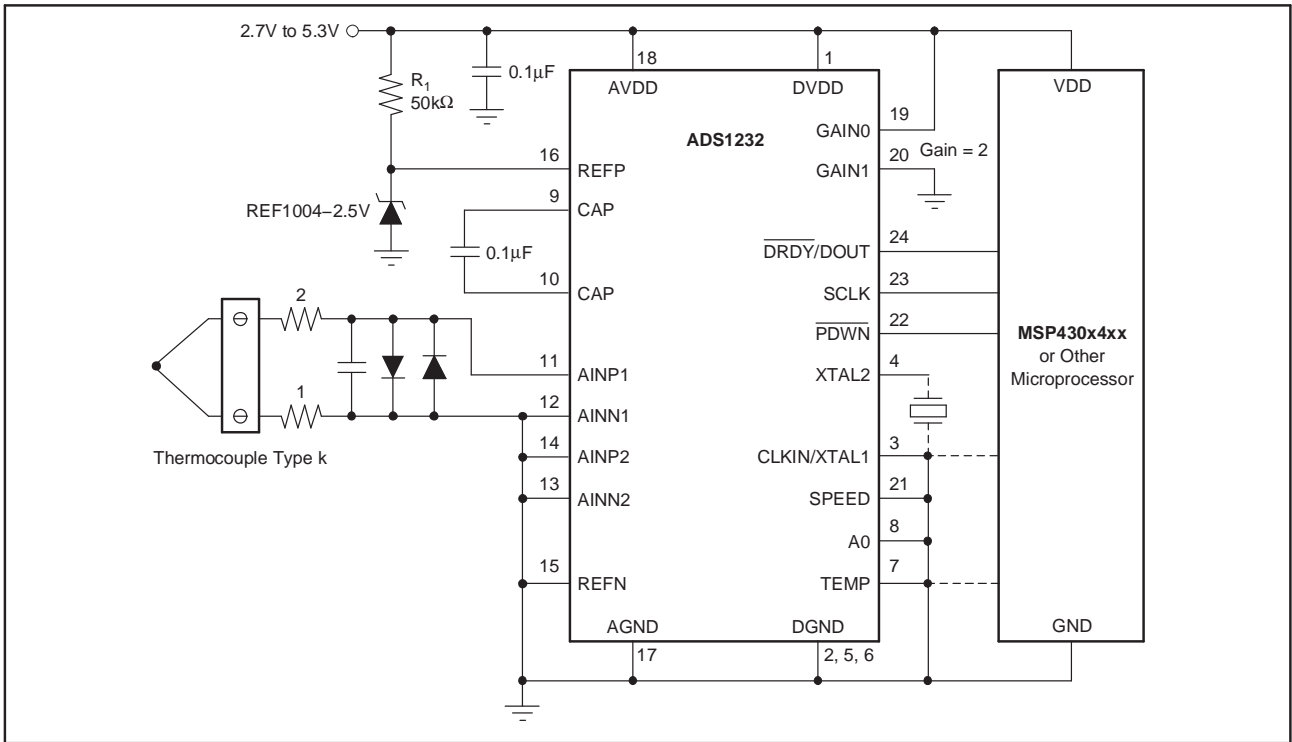 2.7V to 5.3V
R1
50kΩ
0.1μF
18
1
AVDD
DVDD
VDD
ADS1232
19
GAIN0
20
GAIN1
Gain = 2
16
REFP
9
CAP
REF1004−2.5V
0.1μF
10
CAP
24
DRDY/DOUT
23
SCLK
22
PDWN
MSP430x4xx
or Other
Microprocessor
2
1
Thermocouple Type k
11
AINP1
12
AINN1
14
AINP2
13
AINN2
15
REFN
4
XTAL2
3
CLKIN/XTAL1
21
SPEED
8
A0
7
TEMP
AGND
DGND
GND
17
2, 5, 6